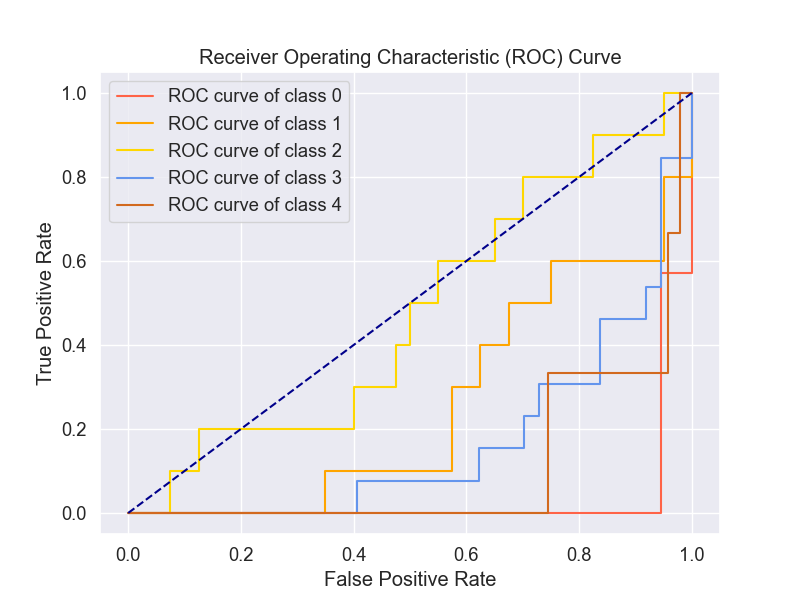 Receiver Operating Characteristic (ROC) Curve
ROC curve of class 0
ROC curve of class 1
ROC curve of class 2
ROC curve of class 3
ROC curve of class 4
True Positive Rate
1.0
0.8
0.6
0.4
0.2
0.0
0.0 0.2 0.4 0.6 0.8 1.0
False Positive Rate